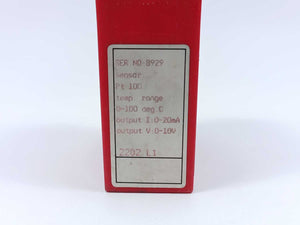 SER NO-8929
sensor
Pt 100
temp range
0-100 deg C
output I:0-20mA
output V:0-10V
2202 L1